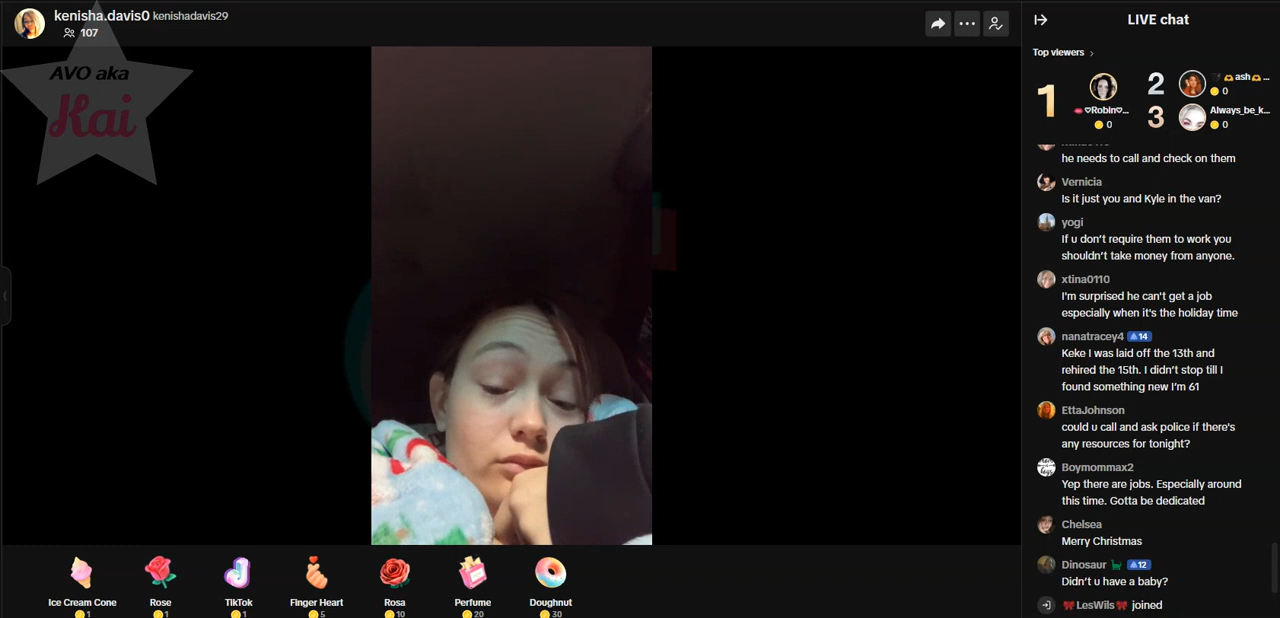 kenisha.davis0 kenishadavis29
107
AVO aka
Kai
LIVE chat
Top viewers
1
♡Robin♡...
0
2
ash ...
0
3
Always_be_k...
0
he needs to call and check on them
Vernicia
Is it just you and Kyle in the van?
yogi
If u don't require them to work you
shouldn't take money from anyone.
xtina0110
I'm surprised he can't get a job
especially when it's the holiday time
nanatracey4 14
Keke I was laid off the 13th and
rehired the 15th. I didn't stop till I
found something new I'm 61
EttaJohnson
could u call and ask police if there's
any resources for tonight?
Boymommax2
Yep there are jobs. Especially around
this time. Gotta be dedicated
Chelsea
Merry Christmas
Dinosaur 12
Didn't u have a baby?
LesWils joined
Ice Cream Cone
1
Rose
1
TikTok
1
Finger Heart
5
Rosa
10
Perfume
20
Doughnut
30